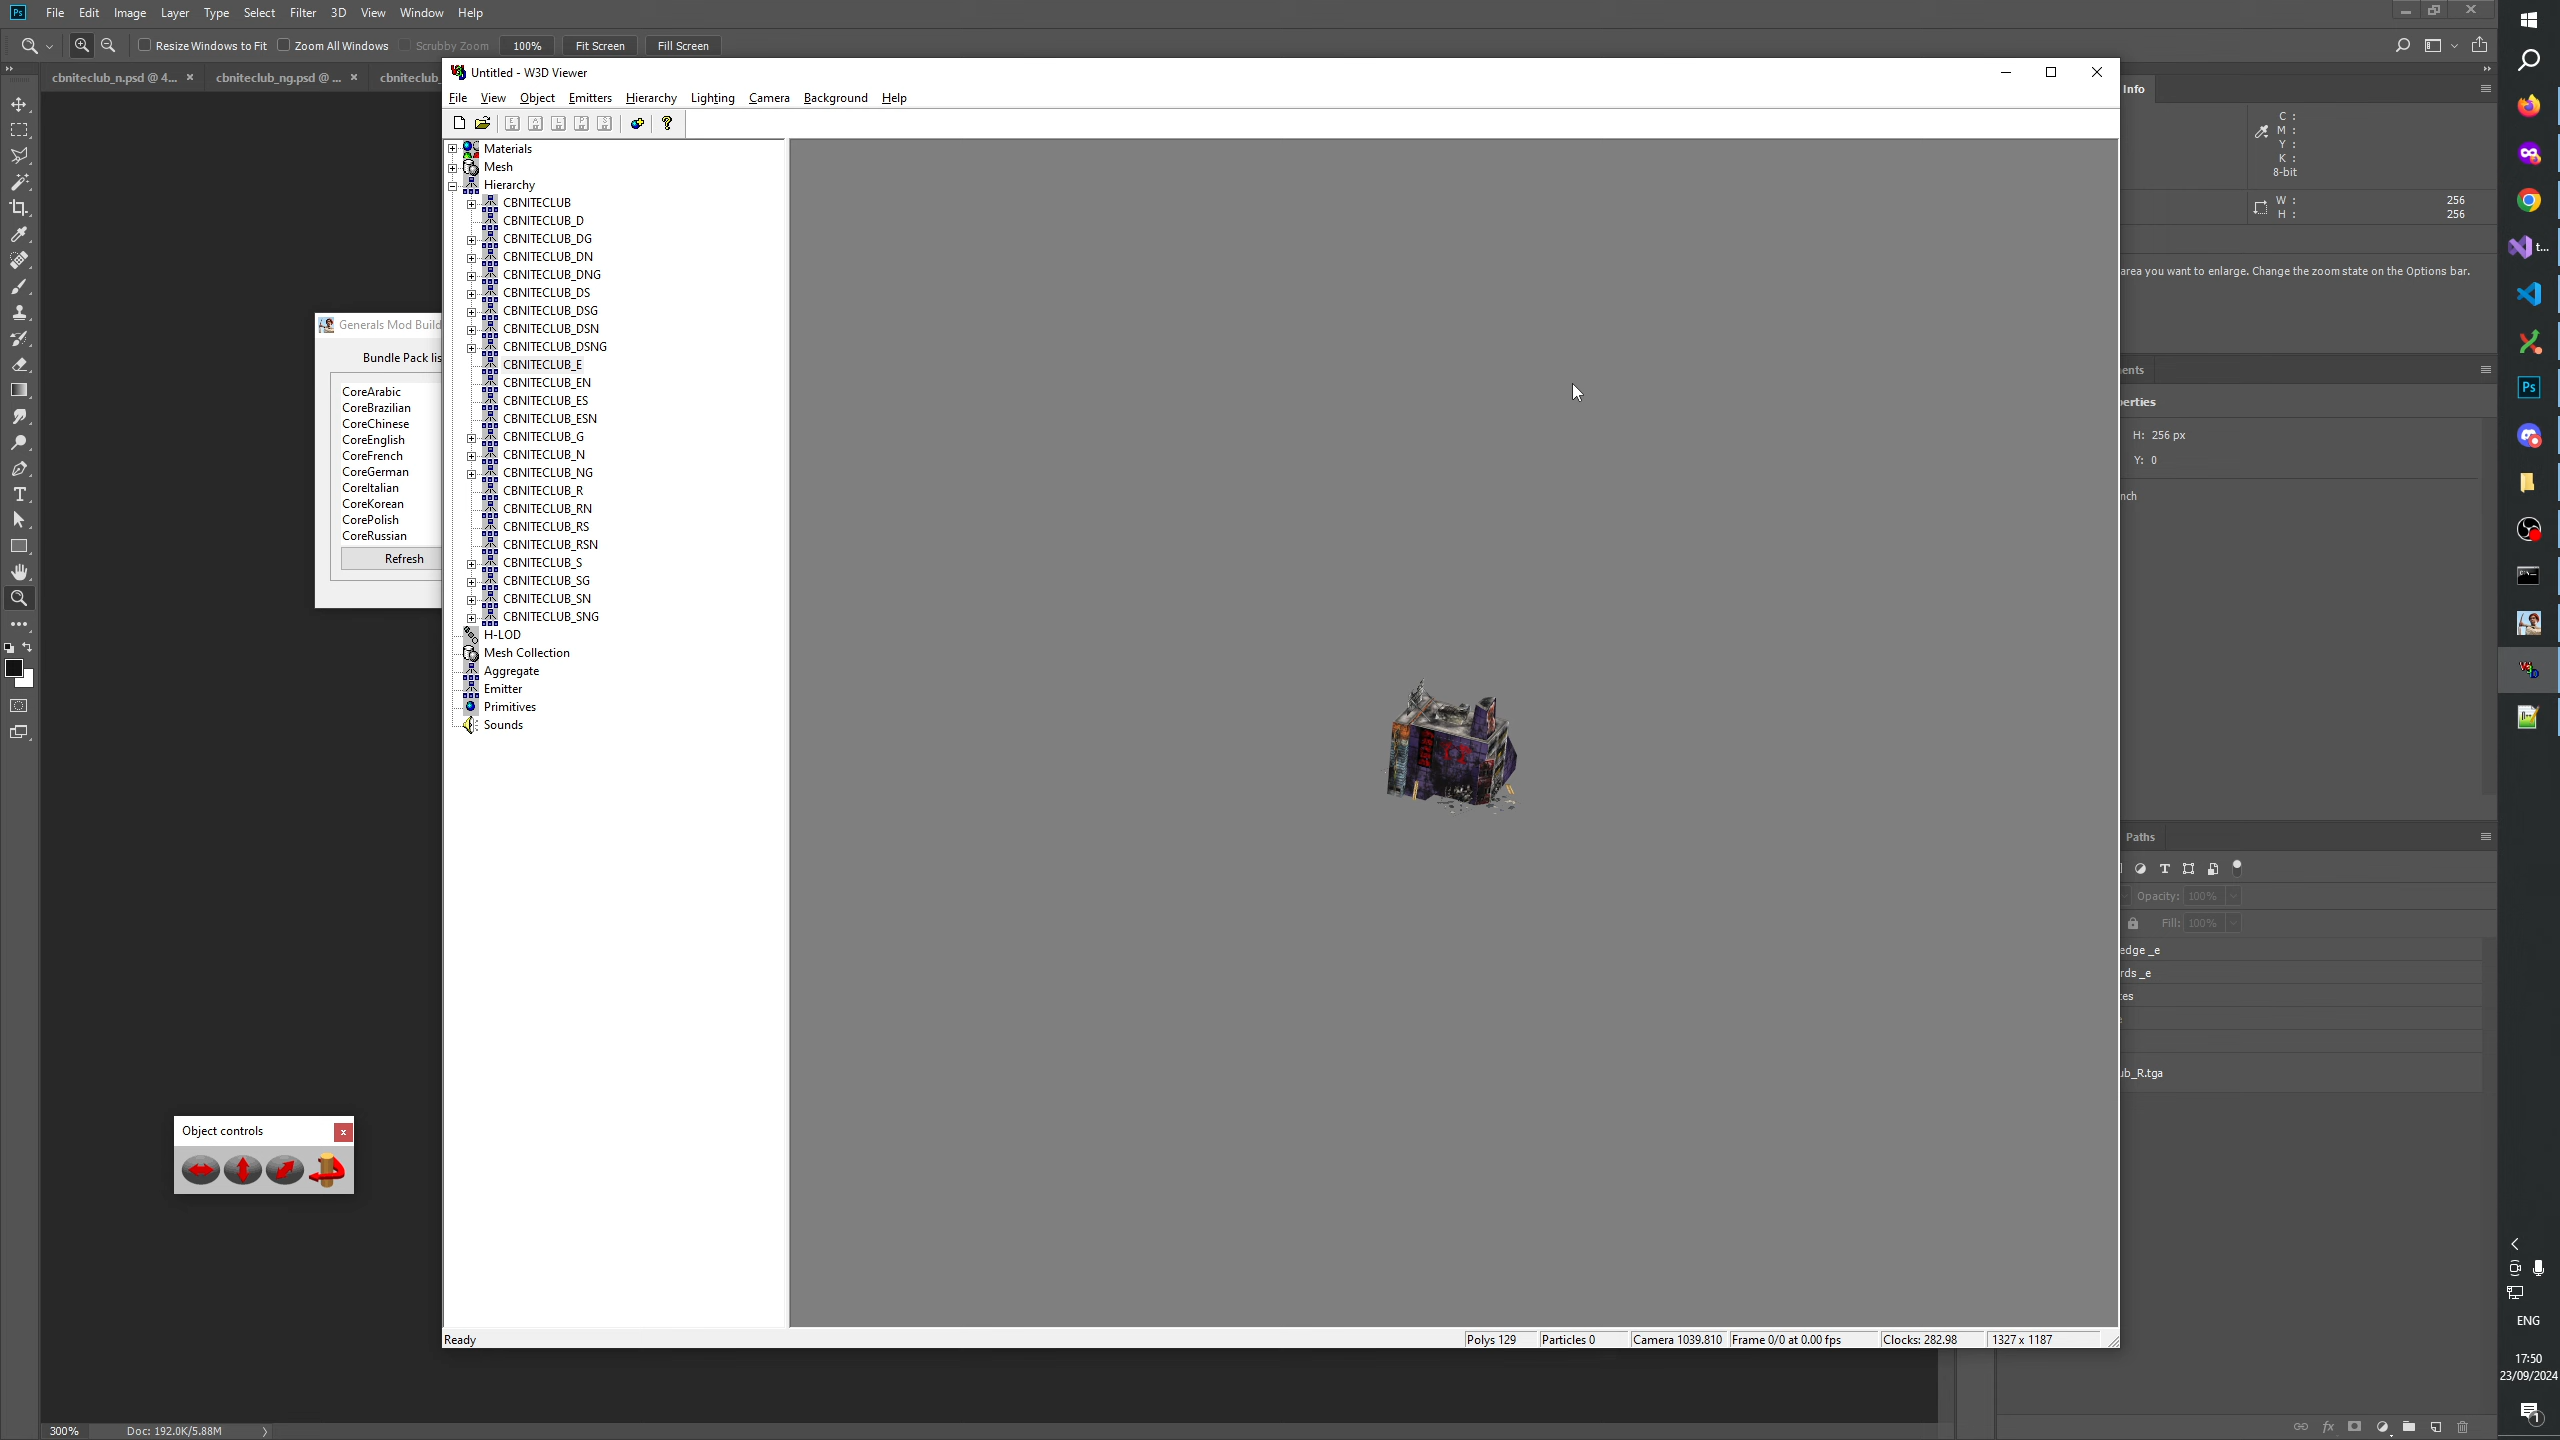 File Edit Image Layer Type Select Filter 3D View Window Help
Resize Windows to Fit Zoom All Windows Scrubby Zoom 100% Fit Screen Fill Screen
cbniteclub_n.psd @ 4... × cbniteclub_ng.psd @ ... × cbniteclub_
Untitled - W3D Viewer
File View Object Emitters Hierarchy Lighting Camera Background Help
Materials
Mesh
Hierarchy
CBNITECLUB
CBNITECLUB_D
CBNITECLUB_DG
CBNITECLUB_DN
CBNITECLUB_DNG
CBNITECLUB_DS
CBNITECLUB_DSG
CBNITECLUB_DSN
CBNITECLUB_DSNG
CBNITECLUB_E
CBNITECLUB_EN
CBNITECLUB_ES
CBNITECLUB_ESN
CBNITECLUB_G
CBNITECLUB_N
CBNITECLUB_NG
CBNITECLUB_R
CBNITECLUB_RN
CBNITECLUB_RS
CBNITECLUB_RSN
CBNITECLUB_S
CBNITECLUB_SG
CBNITECLUB_SN
CBNITECLUB_SNG
H-LOD
Mesh Collection
Aggregate
Emitter
Primitives
Sounds
Ready
Polys 129 Particles 0 Camera 1039.810 Frame 0/0 at 0.00 fps Clocks: 282.98 1327 x 1187
Generals Mod Build
Bundle Pack lis
CoreArabic
CoreBrazilian
CoreChinese
CoreEnglish
CoreFrench
CoreGerman
CoreItalian
CoreKorean
CorePolish
CoreRussian
Refresh
Object controls
300% Doc: 192.0K/5.88M
Info
C :
M :
Y :
K :
8-bit
W : 256
H : 256
area you want to enlarge. Change the zoom state on the Options bar.
ents
erties
H: 256 px
Y: 0
nch
Paths
Opacity: 100%
Fill: 100%
edge _e
rds _e
tes
ub_R.tga
t...
ENG
17:50
23/09/2024
1